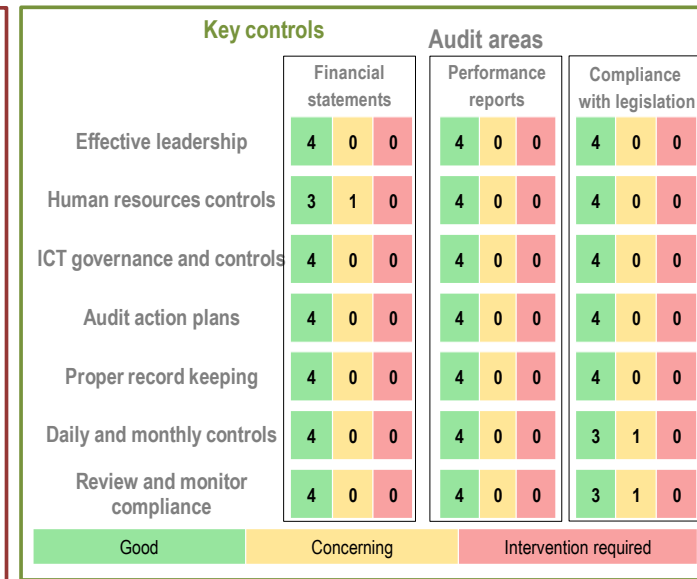 Key controls
Audit areas
Financial statements
Performance reports
Compliance with legislation
Effective leadership 4 0 0 4 0 0 4 0 0
Human resources controls 3 1 0 4 0 0 4 0 0
ICT governance and controls 4 0 0 4 0 0 4 0 0
Audit action plans 4 0 0 4 0 0 4 0 0
Proper record keeping 4 0 0 4 0 0 4 0 0
Daily and monthly controls 4 0 0 4 0 0 3 1 0
Review and monitor compliance 4 0 0 4 0 0 3 1 0
Good Concerning Intervention required